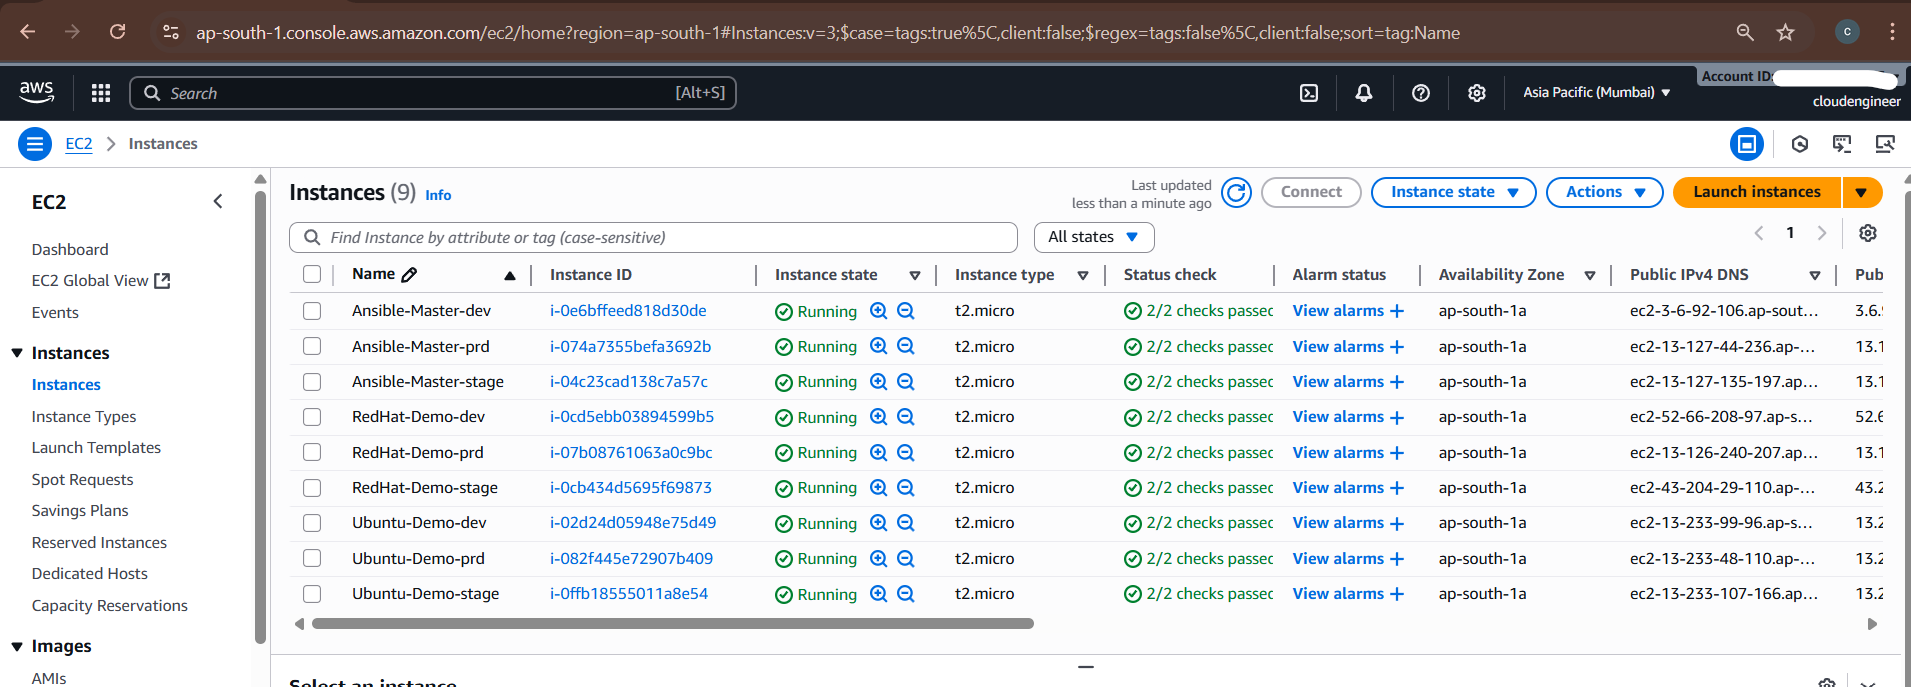 ap-south-1.console.aws.amazon.com/ec2/home?region=ap-south-1#Instances:v=3;$case=tags:true%5C,client:false;$regex=tags:false%5C,client:false;sort=tag:Name
c
aws
Search
[Alt+S]
Asia Pacific (Mumbai)
Account ID:
cloudengineer
EC2 > Instances
EC2
Dashboard
EC2 Global View
Events
Instances
Instances
Instance Types
Launch Templates
Spot Requests
Savings Plans
Reserved Instances
Dedicated Hosts
Capacity Reservations
Images
AMIs
Instances (9) Info
Last updated
less than a minute ago
Connect
Instance state
Actions
Launch instances
Find Instance by attribute or tag (case-sensitive)
All states
1
Name Instance ID Instance state Instance type Status check Alarm status Availability Zone Public IPv4 DNS Pub
Ansible-Master-dev i-0e6bffeed818d30de Running t2.micro 2/2 checks passec View alarms + ap-south-1a ec2-3-6-92-106.ap-sout... 3.6.9
Ansible-Master-prd i-074a7355befa3692b Running t2.micro 2/2 checks passec View alarms + ap-south-1a ec2-13-127-44-236.ap-... 13.1
Ansible-Master-stage i-04c23cad138c7a57c Running t2.micro 2/2 checks passec View alarms + ap-south-1a ec2-13-127-135-197.ap... 13.1
RedHat-Demo-dev i-0cd5ebb03894599b5 Running t2.micro 2/2 checks passec View alarms + ap-south-1a ec2-52-66-208-97.ap-s... 52.6
RedHat-Demo-prd i-07b08761063a0c9bc Running t2.micro 2/2 checks passec View alarms + ap-south-1a ec2-13-126-240-207.ap... 13.1
RedHat-Demo-stage i-0cb434d5695f69873 Running t2.micro 2/2 checks passec View alarms + ap-south-1a ec2-43-204-29-110.ap-... 43.2
Ubuntu-Demo-dev i-02d24d05948e75d49 Running t2.micro 2/2 checks passec View alarms + ap-south-1a ec2-13-233-99-96.ap-s... 13.2
Ubuntu-Demo-prd i-082f445e72907b409 Running t2.micro 2/2 checks passec View alarms + ap-south-1a ec2-13-233-48-110.ap-... 13.2
Ubuntu-Demo-stage i-0ffb18555011a8e54 Running t2.micro 2/2 checks passec View alarms + ap-south-1a ec2-13-233-107-166.ap... 13.2
Select an instance